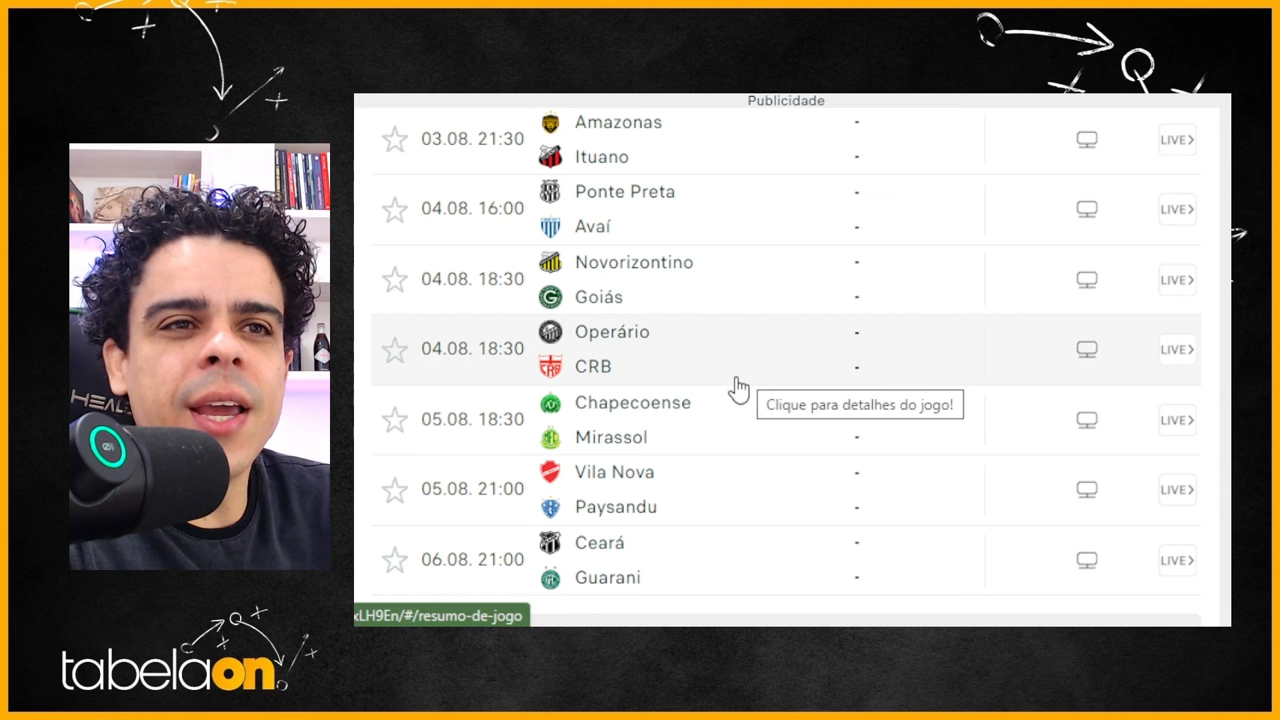 Publicidade
03.08. 21:30 Amazonas -
Ituano -
LIVE
04.08. 16:00 Ponte Preta -
Avaí -
LIVE
04.08. 18:30 Novorizontino -
Goiás -
LIVE
04.08. 18:30 Operário -
CRB -
LIVE
Clique para detalhes do jogo!
05.08. 18:30 Chapecoense
Mirassol -
LIVE
05.08. 21:00 Vila Nova -
Paysandu -
LIVE
06.08. 21:00 Ceará -
Guarani -
LIVE
xLH9En/#/resumo-de-jogo
tabelaon